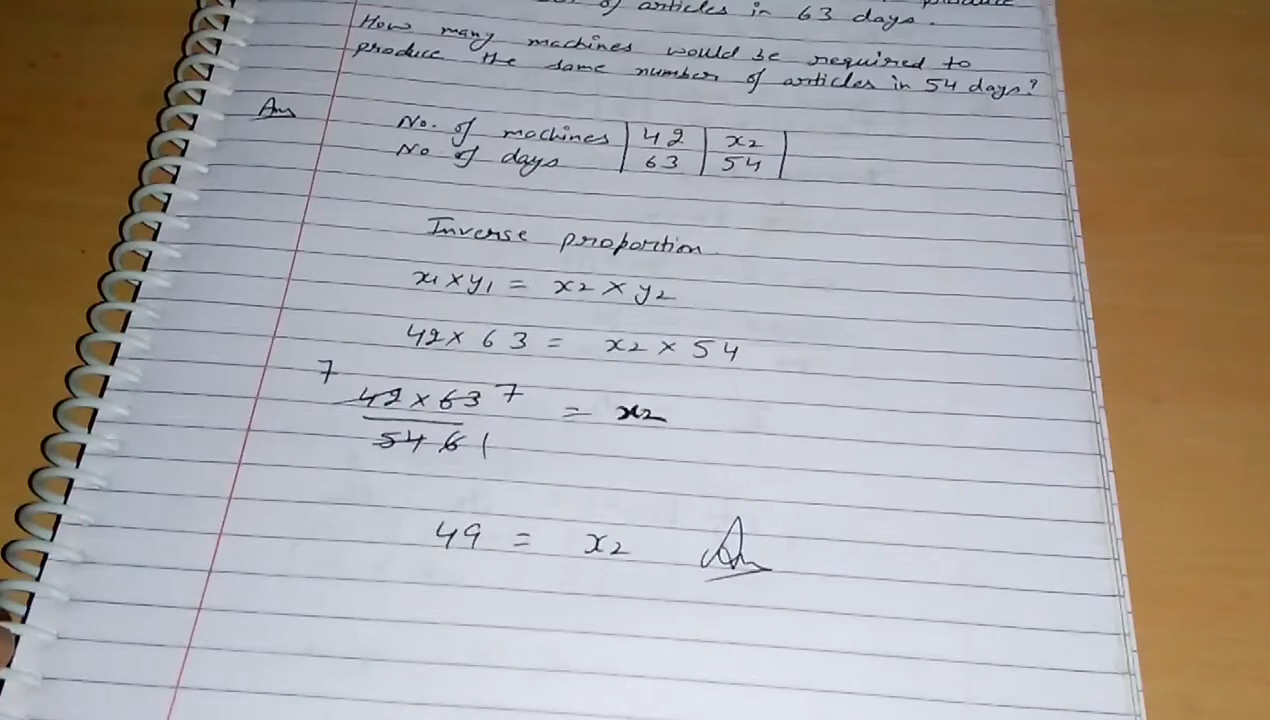 of articles in 63 days.
How many machines would be required to
produce the same number of articles in 54 days?
Ans
No. of machines | 42 | x2 |
No of days | 63 | 54 |
Inverse proportion
x1 × y1 = x2 × y2
42 × 63 = x2 × 54
7 42 × 63 7 = x2
54 6 1
49 = x2 Ans